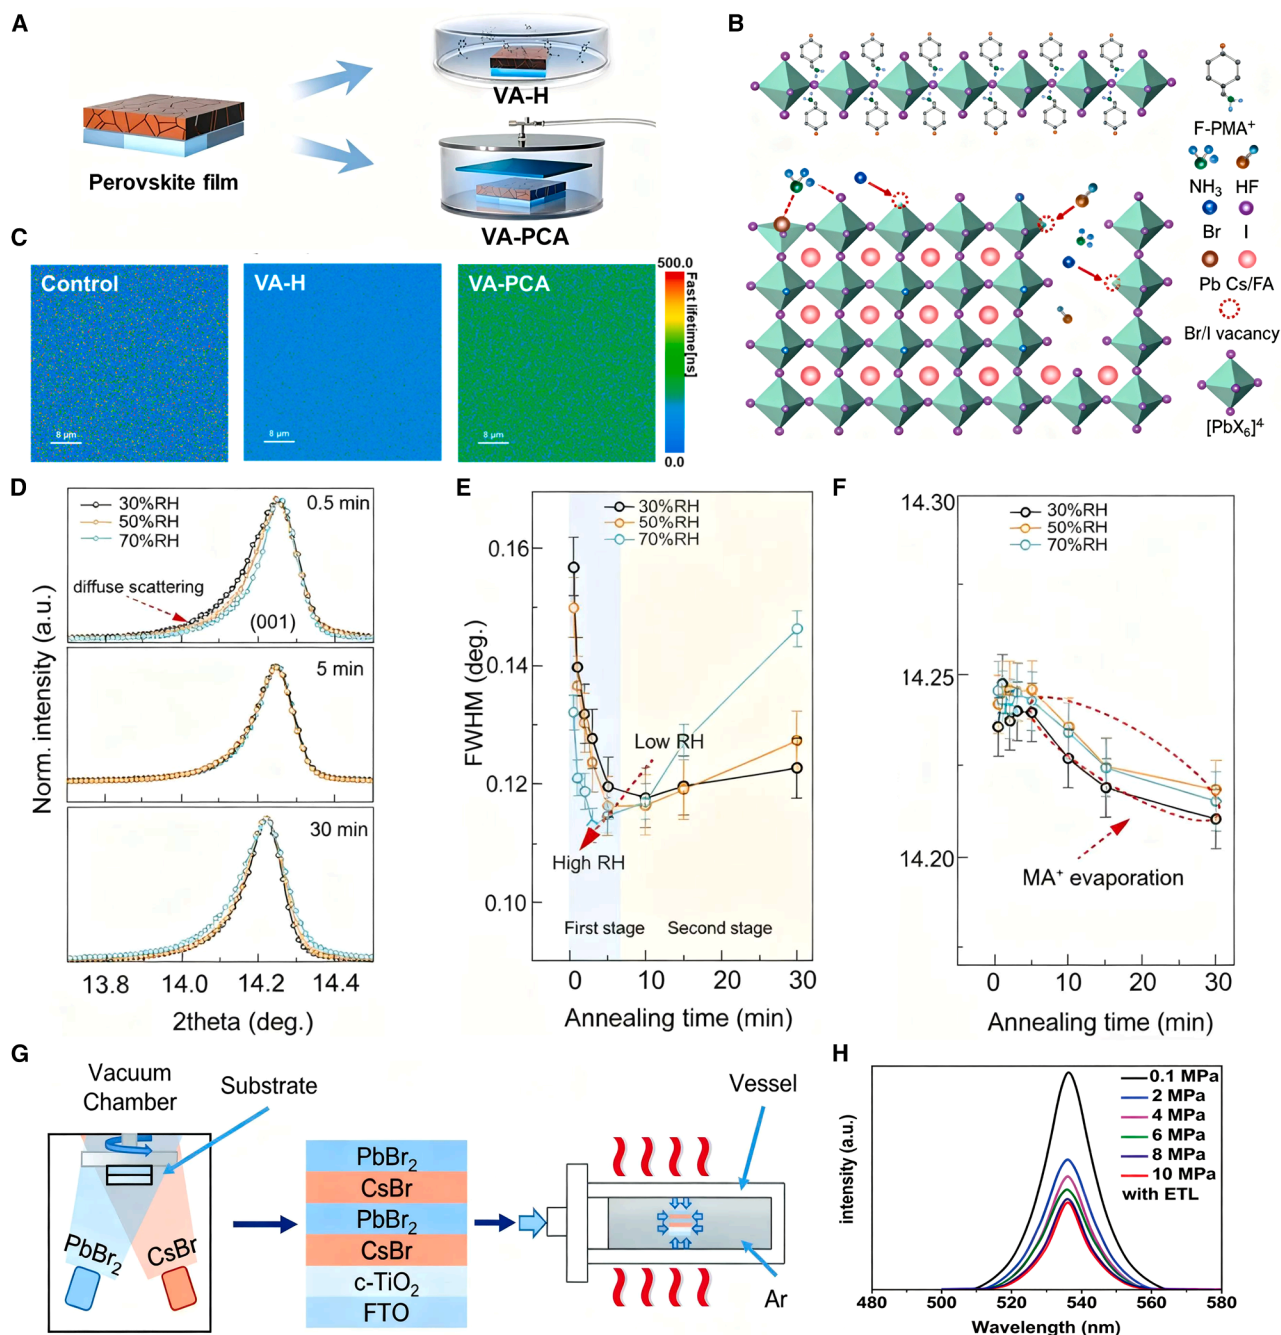 A
VA-H
Perovskite film
VA-PCA
B
F-PMA⁺
NH₃ HF
Br I
Pb Cs/FA
Br/I vacancy
[PbX₆]⁴
C
Control
8 µm
VA-H
8 µm
VA-PCA
8 µm
500.0
Fast lifetime[ns]
0.0
D
30%RH
50%RH
70%RH
0.5 min
diffuse scattering
(001)
5 min
30 min
Norm. intensity (a.u.)
13.8 14.0 14.2 14.4
2theta (deg.)
E
30%RH
50%RH
70%RH
0.16
0.14
0.12
0.10
FWHM (deg.)
Low RH
High RH
First stage
Second stage
0 10 20 30
Annealing time (min)
F
14.30
14.25
14.20
30%RH
50%RH
70%RH
MA⁺ evaporation
0 10 20 30
Annealing time (min)
G
Vacuum
Chamber
Substrate
PbBr₂
CsBr
PbBr₂
CsBr
PbBr₂
CsBr
c-TiO₂
FTO
Vessel
Ar
H
0.1 MPa
2 MPa
4 MPa
6 MPa
8 MPa
10 MPa
with ETL
intensity (a.u.)
480 500 520 540 560 580
Wavelength (nm)